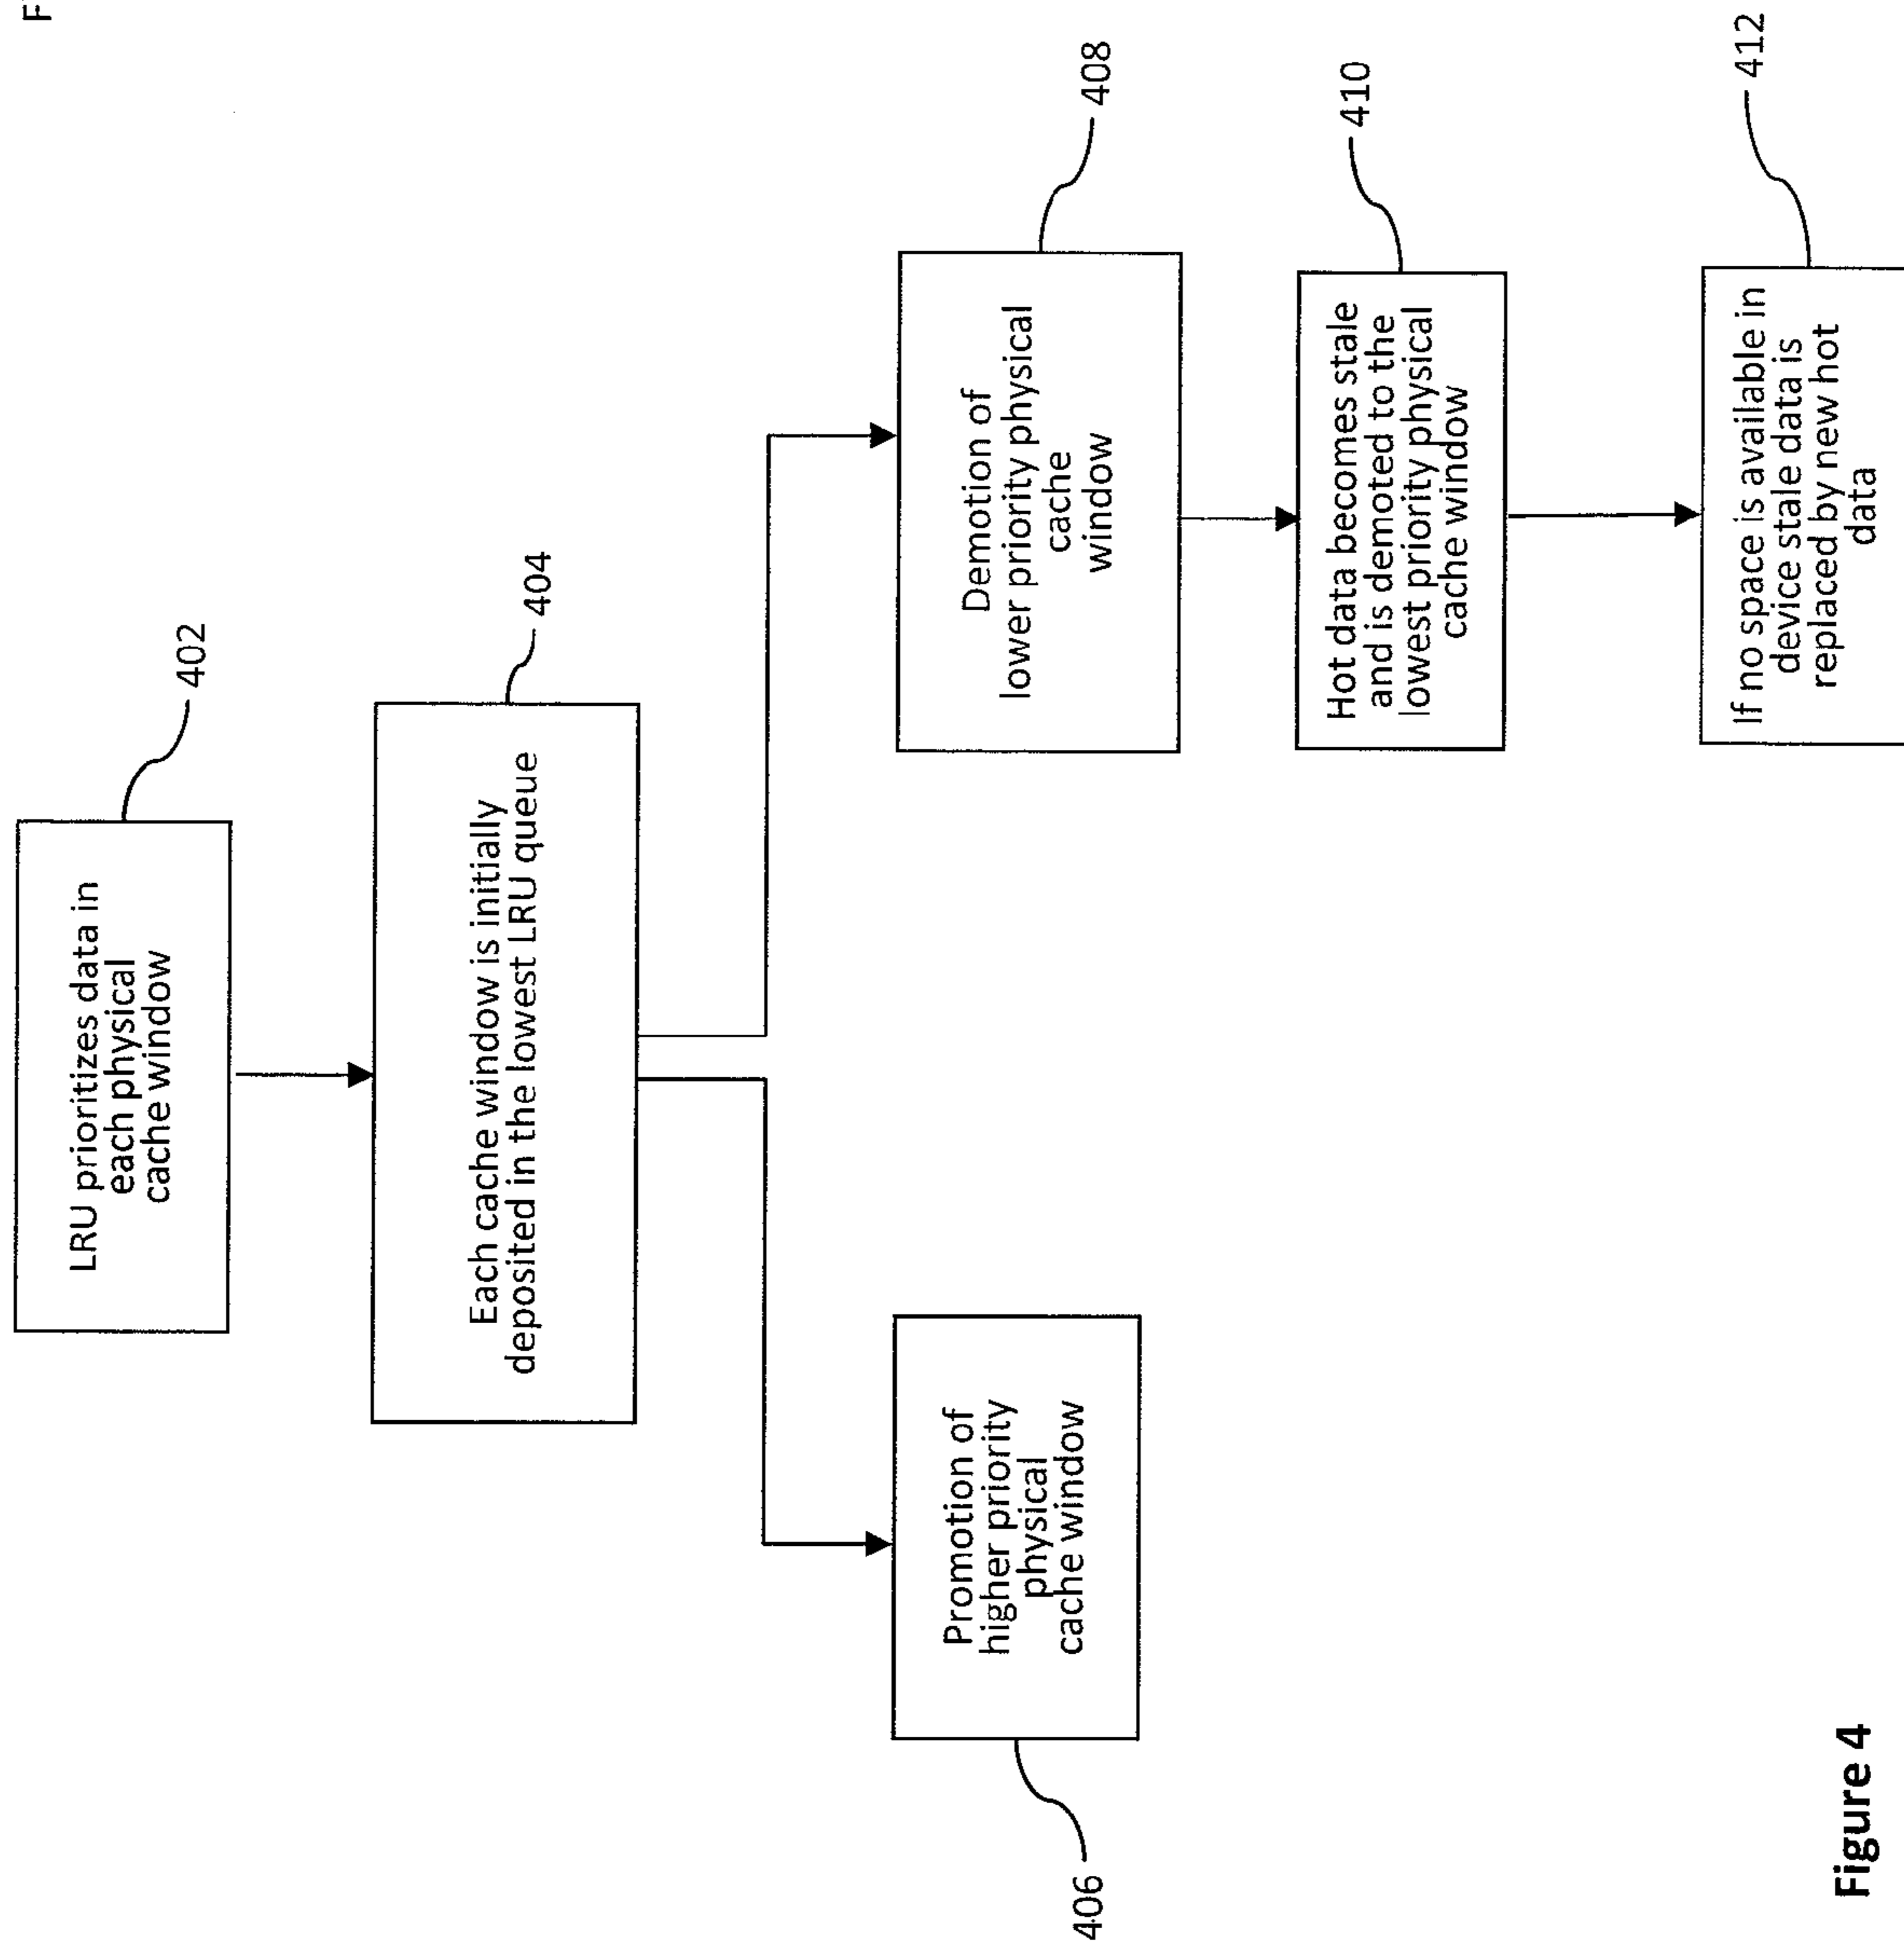 F
LRU prioritizes data in
each physical
cache window
402
Each cache window is initially
deposited in the lowest LRU queue
404
Promotion of
higher priority
physical
cache window
406
Demotion of
lower priority physical
cache
window
408
Hot data becomes stale
and is demoted to the
lowest priority physical
cache window
410
If no space is available in
device stale data is
replaced by new hot
data
412
Figure 4